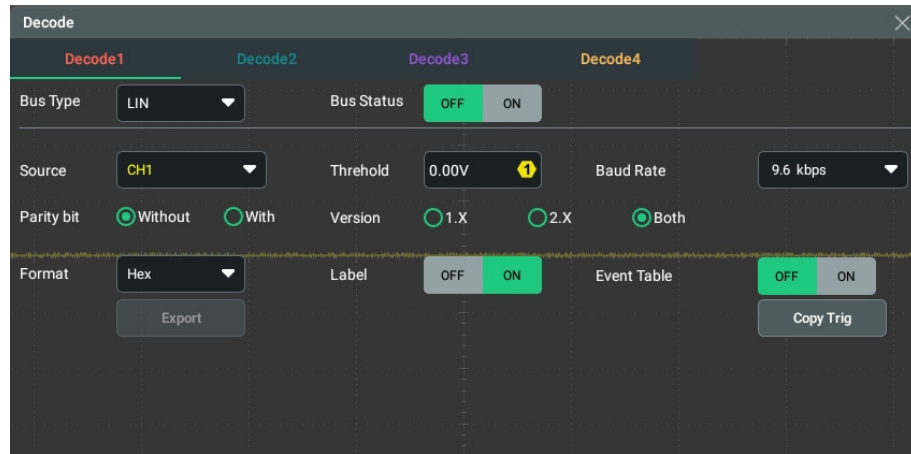 Decode
Decode1 Decode2 Decode3 Decode4
Bus Type LIN Bus Status OFF ON
Source CH1 Threhold 0.00V 1 Baud Rate 9.6 kbps
Parity bit Without With Version 1.X 2.X Both
Format Hex Label OFF ON Event Table OFF ON
Export Copy Trig